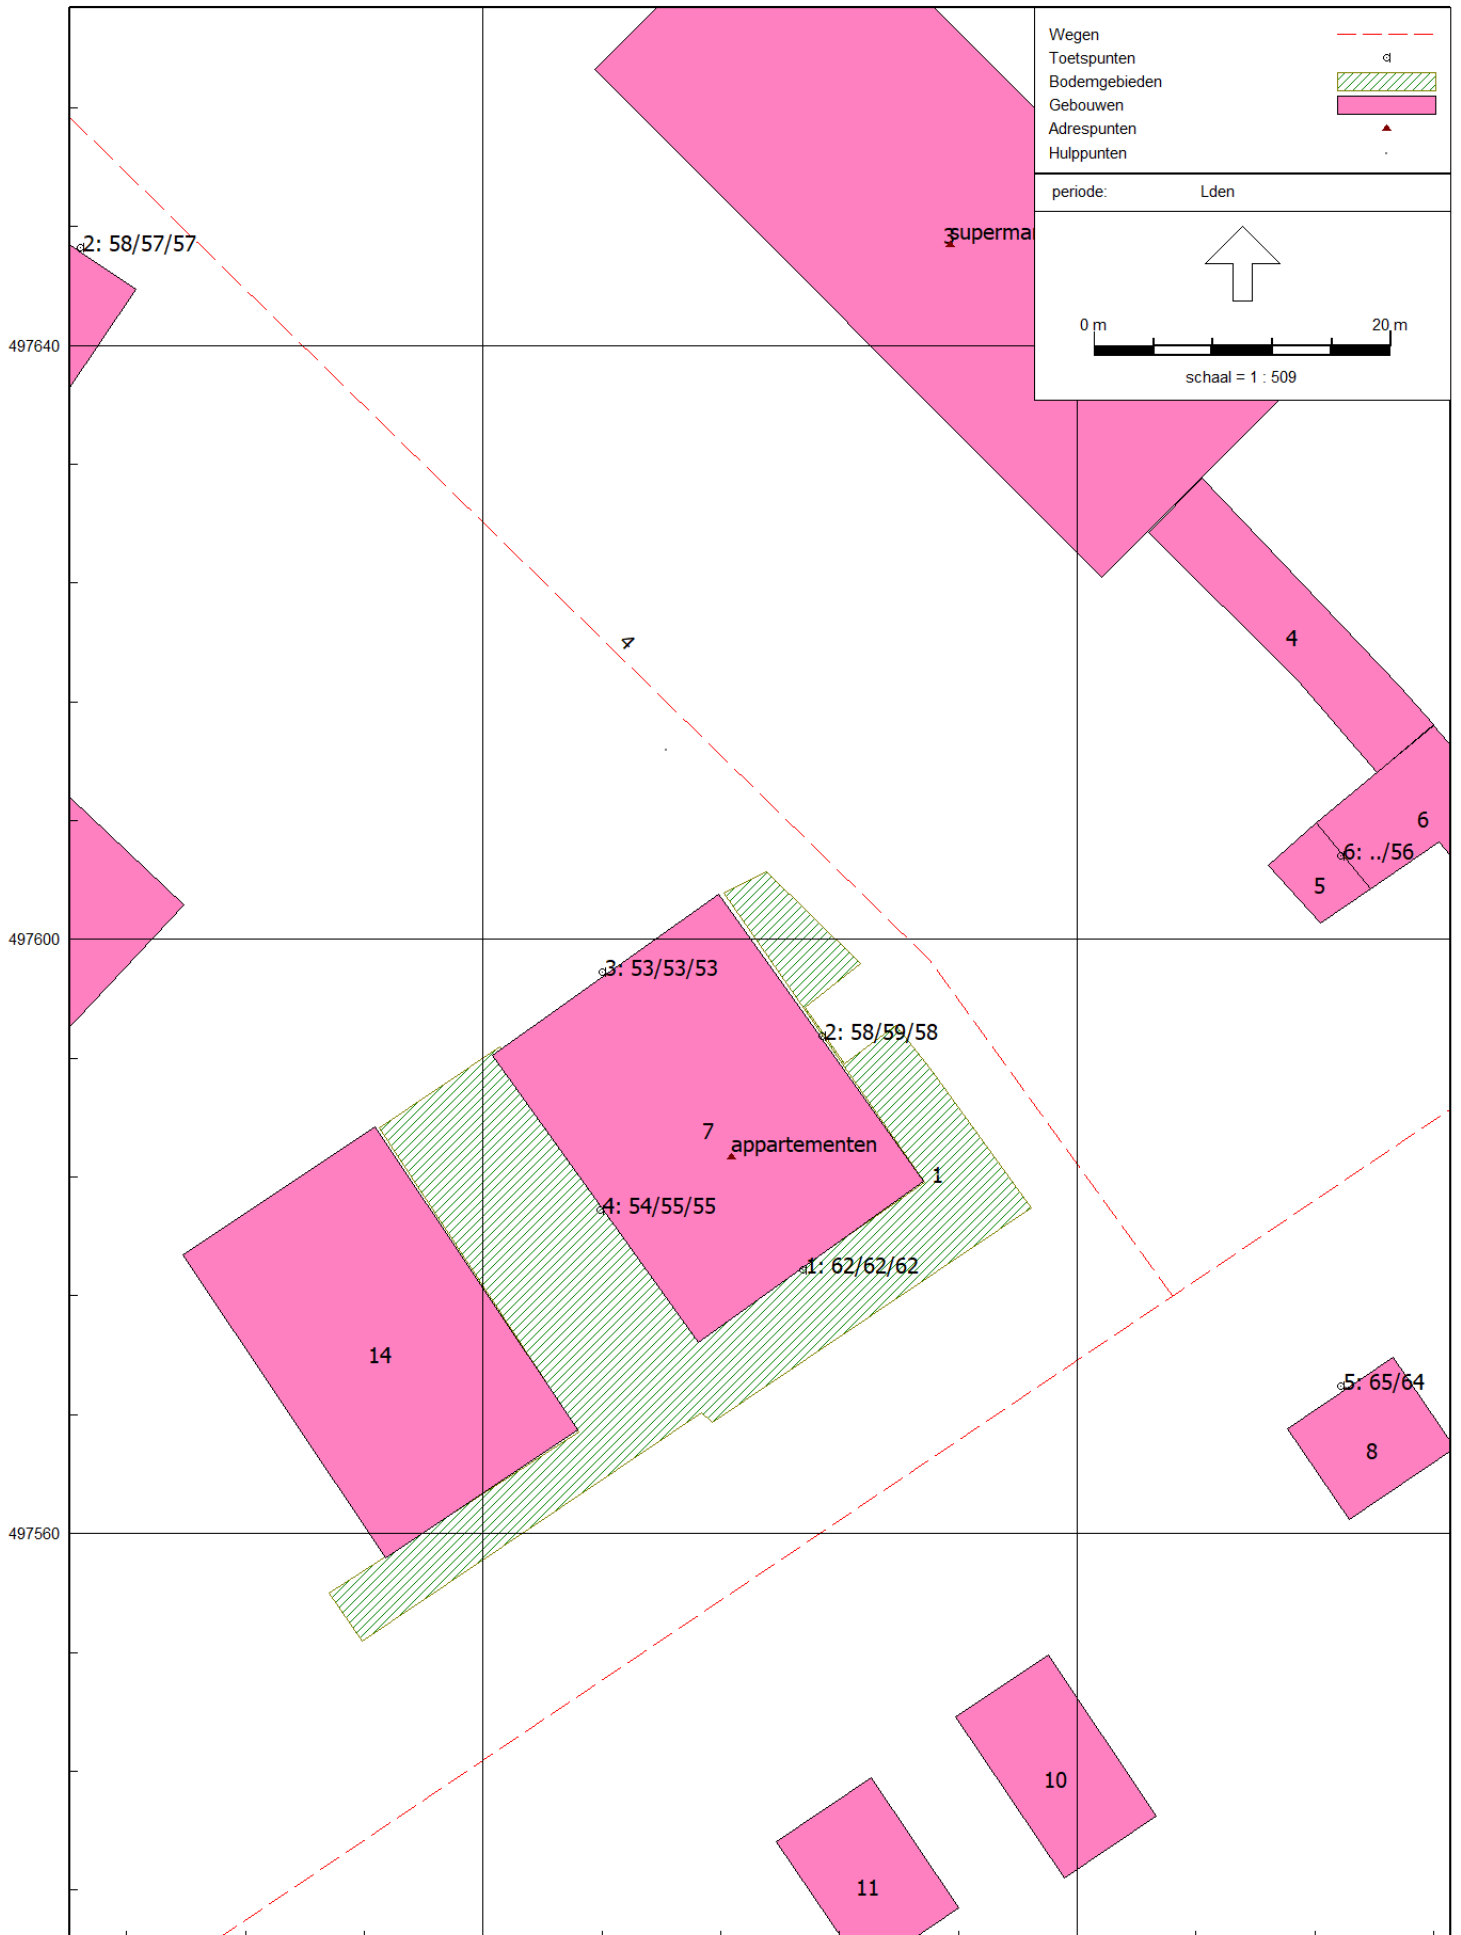 Wegen
Toetspunten
Bodemgebieden
Gebouwen
Adrespunten
Hulppunten
periode: Lden
0 m 20 m
schaal = 1 : 509
3
supermar
2: 58/57/57
497640
4
4
6
6: ../56
5
497600
3: 53/53/53
2: 58/59/58
7
appartementen
1
4: 54/55/55
1: 62/62/62
14
5: 65/64
8
497560
10
11